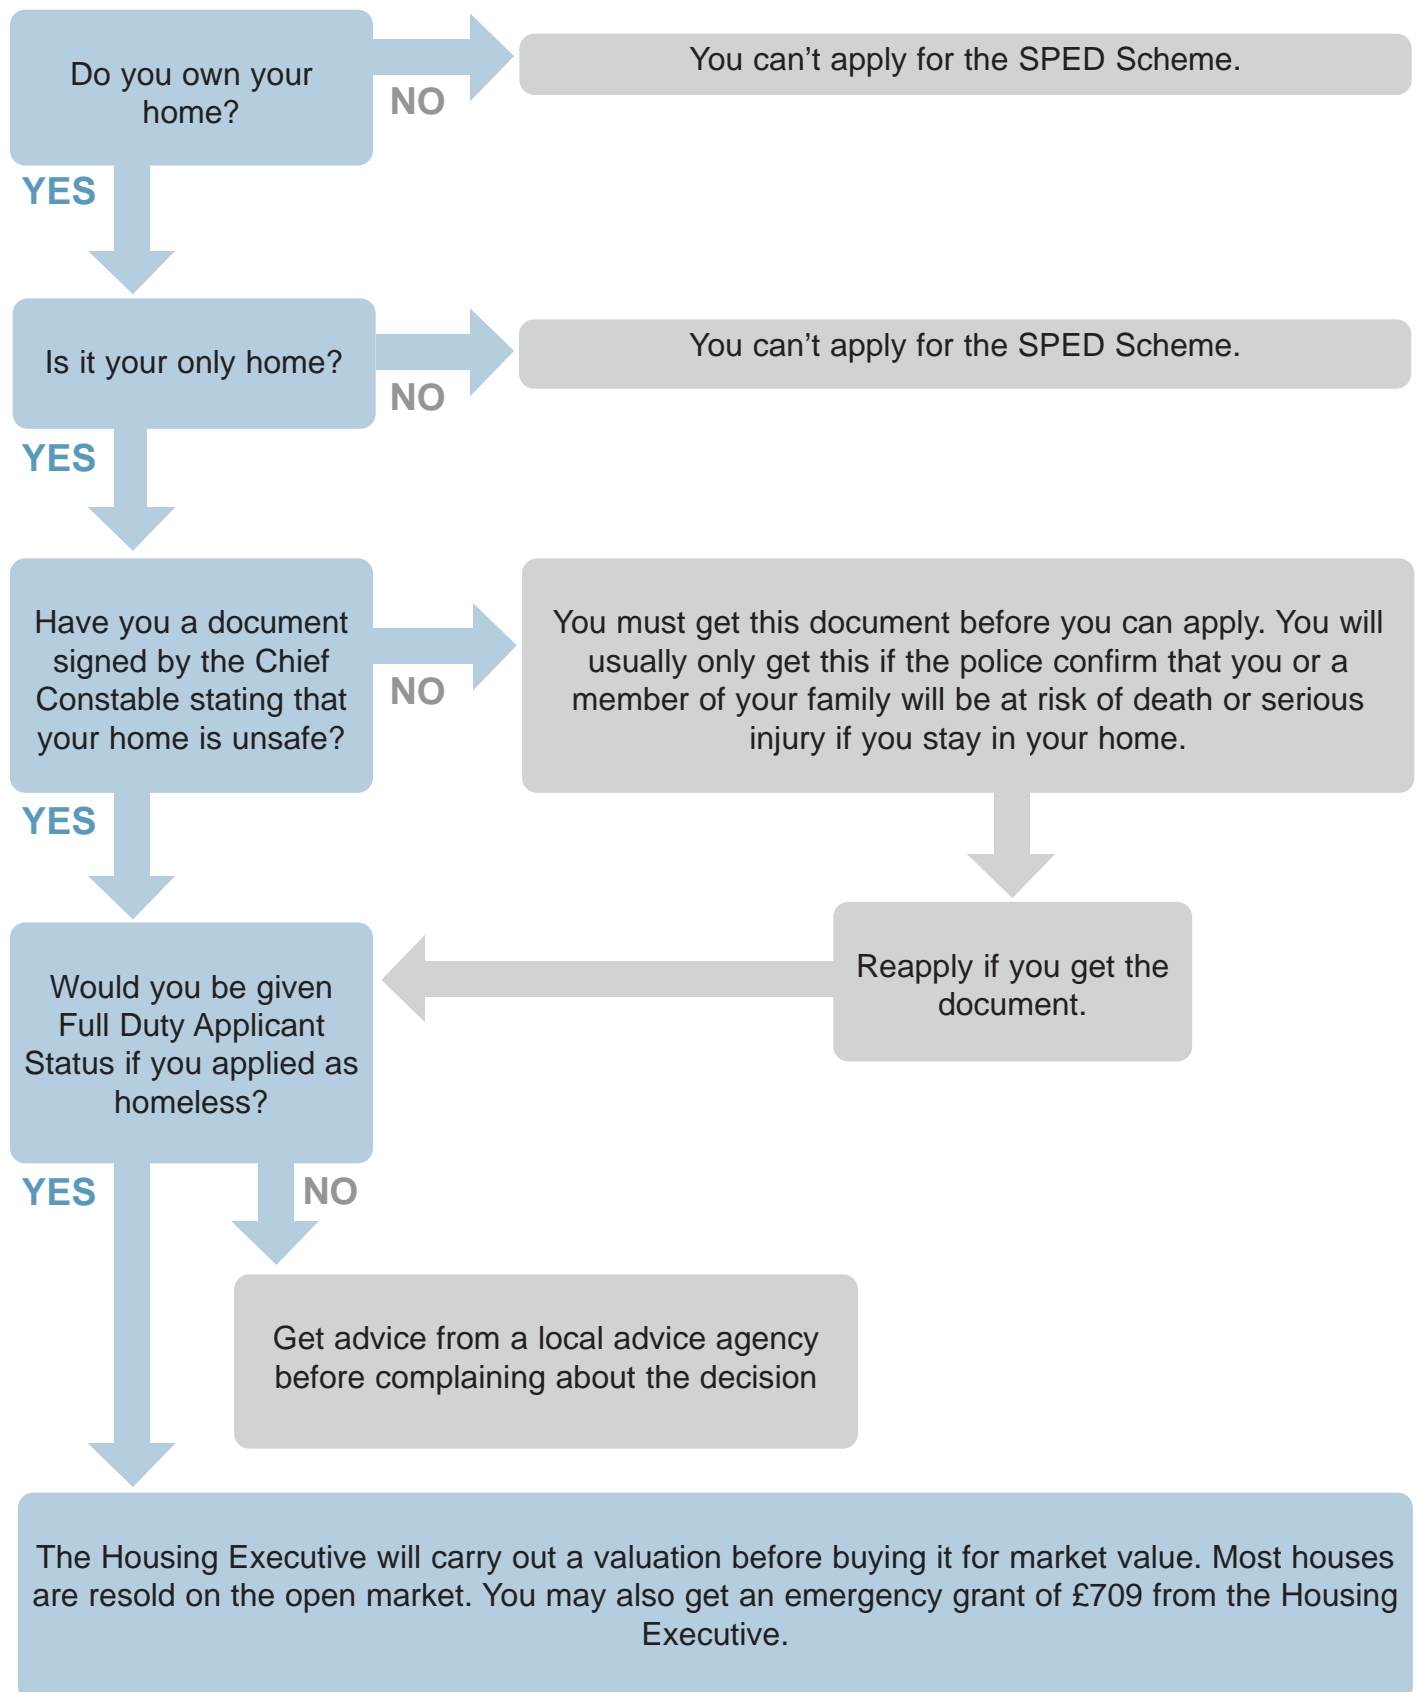 Do you own your
home?
NO
You can't apply for the SPED Scheme.
YES
Is it your only home?
NO
You can't apply for the SPED Scheme.
YES
Have you a document
signed by the Chief
Constable stating that
your home is unsafe?
NO
You must get this document before you can apply. You will
usually only get this if the police confirm that you or a
member of your family will be at risk of death or serious
injury if you stay in your home.
YES
Reapply if you get the
document.
Would you be given
Full Duty Applicant
Status if you applied as
homeless?
YES
NO
Get advice from a local advice agency
before complaining about the decision
The Housing Executive will carry out a valuation before buying it for market value. Most houses
are resold on the open market. You may also get an emergency grant of £709 from the Housing
Executive.